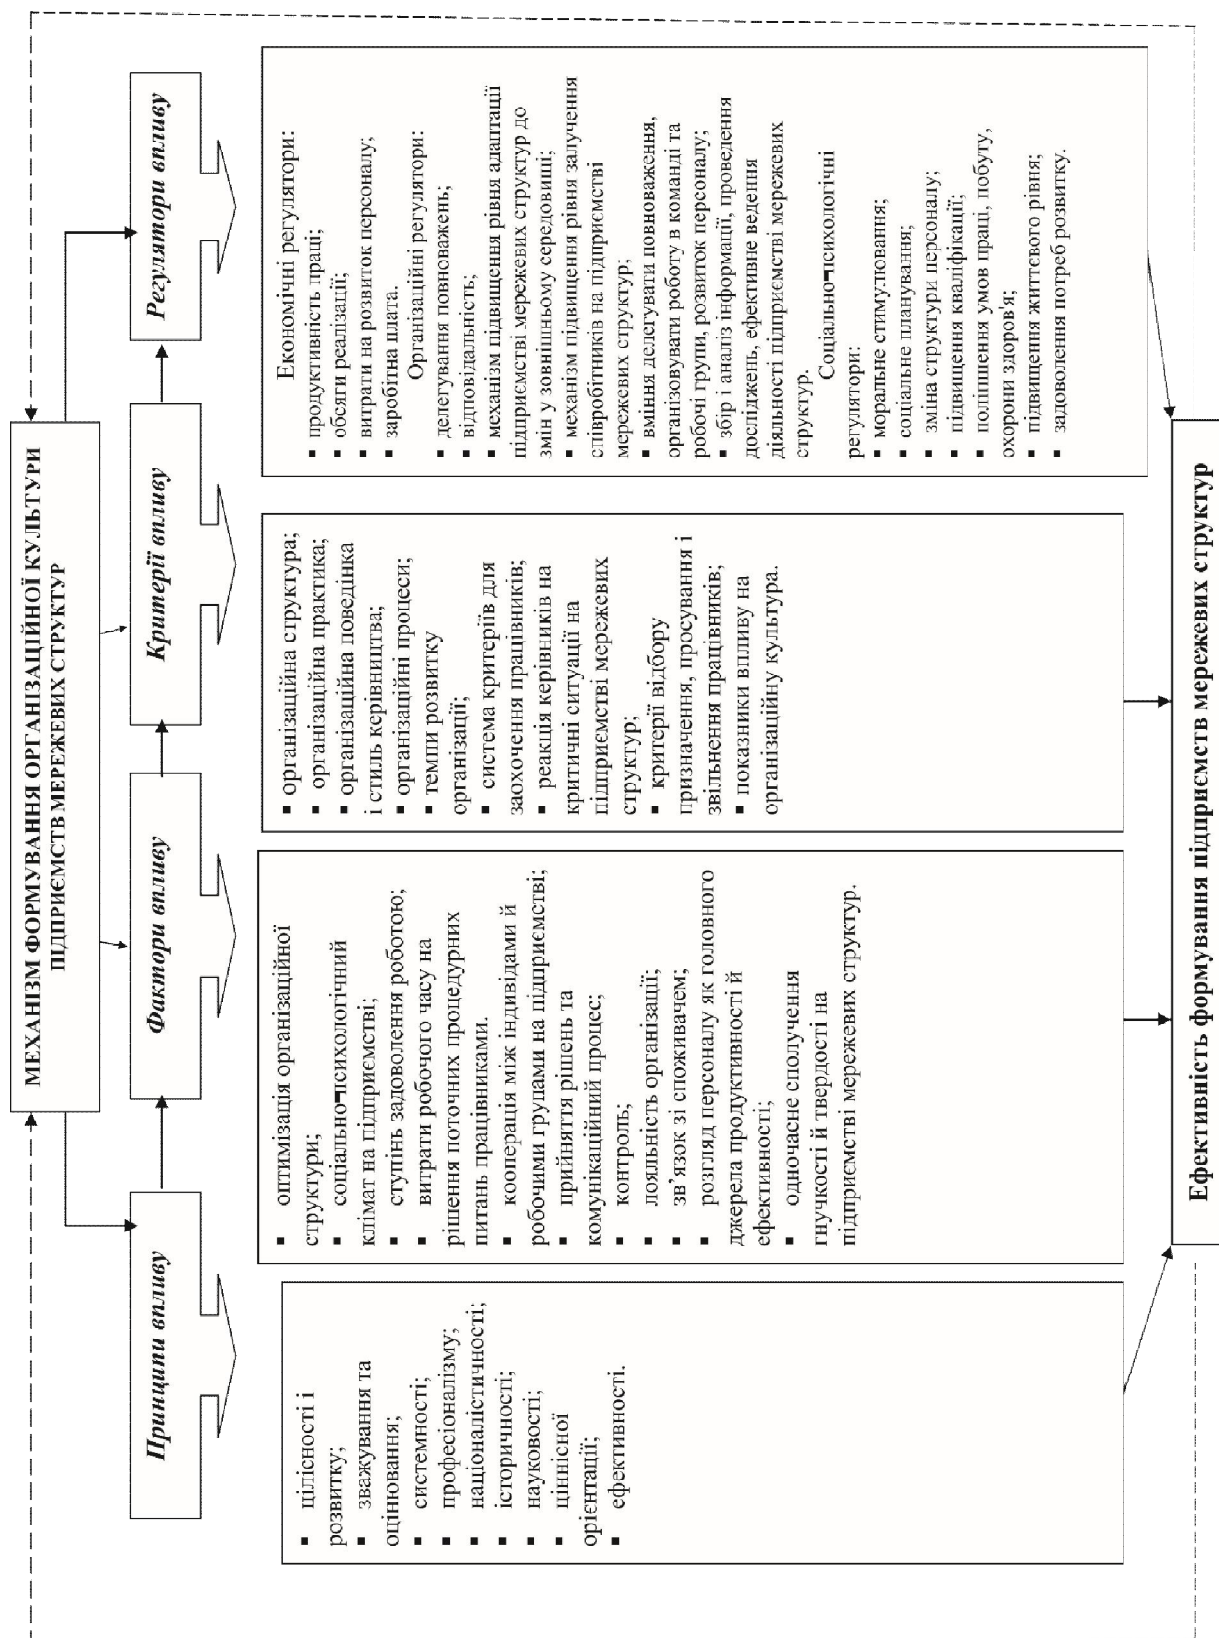 МЕХАНІЗМ ФОРМУВАННЯ ОРГАНІЗАЦІЙНОЇ КУЛЬТУРИ
ПІДПРИЄМСТВ МЕРЕЖЕВИХ СТРУКТУР
Принципи впливу
Фактори впливу
Критерії впливу
Регулятори впливу
▪ цілісності і
розвитку;
▪ зважування та
оцінювання;
▪ системності;
▪ професіоналізму;
▪ націоналістичності;
▪ історичності;
▪ науковості;
▪ ціннісної
орієнтації;
▪ ефективності.
▪ оптимізація організаційної
структури;
▪ соціально-психологічний
клімат на підприємстві;
▪ ступінь задоволення роботою;
▪ витрати робочого часу на
рішення поточних процедурних
питань працівниками.
▪ кооперація між індивідами й
робочими групами на підприємстві;
▪ прийняття рішень та
комунікаційний процес;
▪ контроль;
▪ лояльність організації;
▪ зв'язок зі споживачем;
▪ розгляд персоналу як головного
джерела продуктивності й
ефективності;
▪ одночасне сполучення
гнучкості й твердості на
підприємстві мережевих структур.
▪ організаційна структура;
▪ організаційна практика;
▪ організаційна поведінка
і стиль керівництва;
▪ організаційні процеси;
▪ темпи розвитку
організації;
▪ система критеріїв для
заохочення працівників;
▪ реакція керівників на
критичні ситуації на
підприємстві мережевих
структур;
▪ критерії відбору
призначення, просування і
звільнення працівників;
▪ показники впливу на
організаційну культура.
Економічні регулятори:
▪ продуктивність праці;
▪ обсяги реалізації;
▪ витрати на розвиток персоналу;
▪ заробітна плата.
Організаційні регулятори:
▪ делегування повноважень;
▪ відповідальність;
▪ механізм підвищення рівня адаптації
підприємстві мережевих структур до
змін у зовнішньому середовищі;
▪ механізм підвищення рівня залучення
співробітників на підприємстві
мережевих структур;
▪ вміння делегувати повноваження,
організовувати роботу в команді та
робочі групи, розвиток персоналу;
▪ збір і аналіз інформації, проведення
досліджень, ефективне ведення
діяльності підприємстві мережевих
структур.
Соціально-психологічні
регулятори:
▪ моральне стимулювання;
▪ соціальне планування;
▪ зміна структури персоналу;
▪ підвищення кваліфікації;
▪ поліпшення умов праці, побуту,
охорони здоров'я;
▪ підвищення життєвого рівня;
▪ задоволення потреб розвитку.
Ефективність формування підприємств мережевих структур